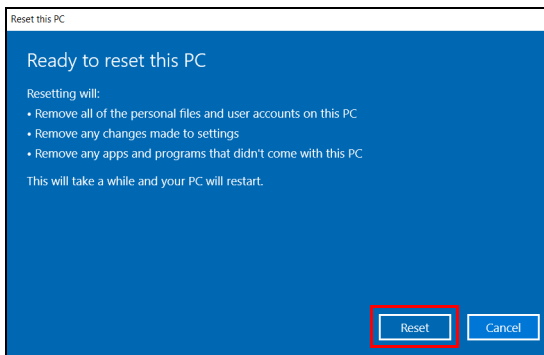 Reset this PC
Ready to reset this PC
Resetting will:
• Remove all of the personal files and user accounts on this PC
• Remove any changes made to settings
• Remove any apps and programs that didn't come with this PC
This will take a while and your PC will restart.
Reset Cancel